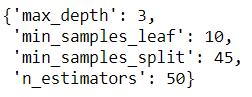 {'max_depth': 3,
 'min_samples_leaf': 10,
 'min_samples_split': 45,
 'n_estimators': 50}